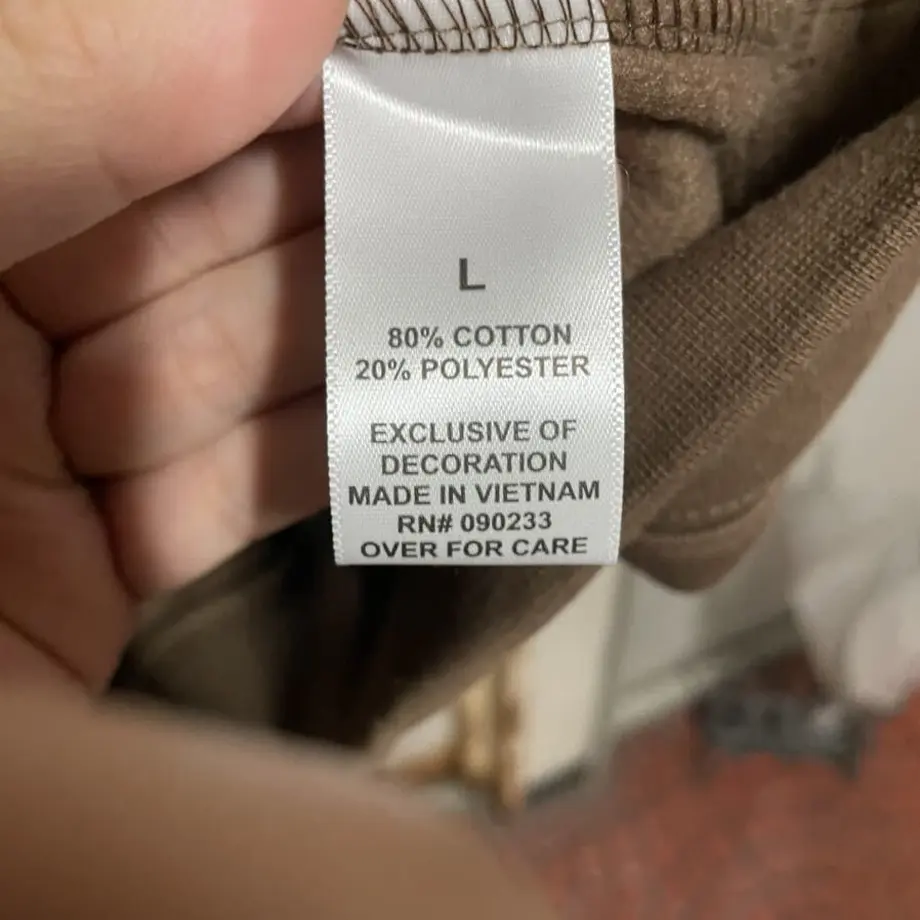 L
80% COTTON
20% POLYESTER
EXCLUSIVE OF
DECORATION
MADE IN VIETNAM
RN# 090233
OVER FOR CARE